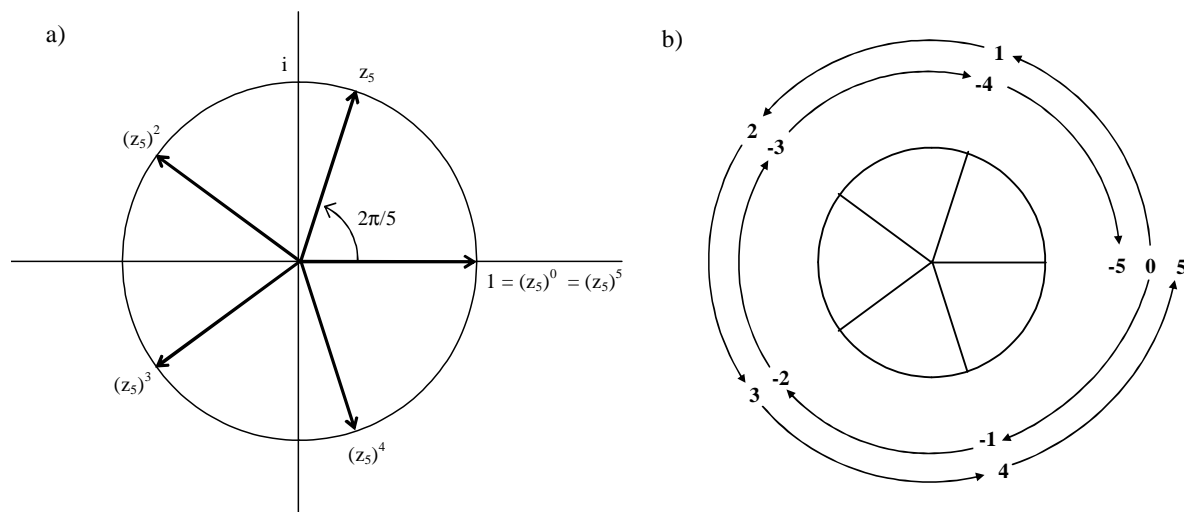 a)
i
z₅
(z₅)²
2π/5
1 = (z₅)⁰ = (z₅)⁵
(z₅)³
(z₅)⁴
b)
1
-4
2
-3
-5 0 5
-2
3
-1
4